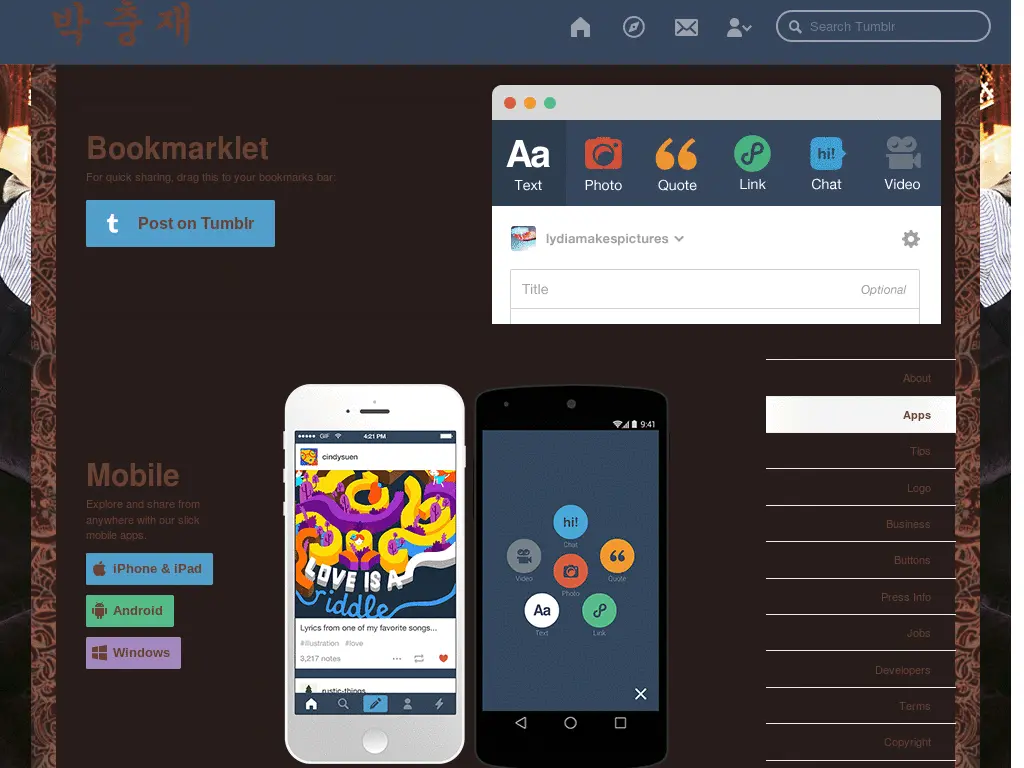 박 충 재
Search Tumblr
Bookmarklet
For quick sharing, drag this to your bookmarks bar:
t Post on Tumblr
Aa
Text
Photo
Quote
Link
hi!
Chat
Video
lydiamakespictures
Title
Optional
About
Apps
Tips
Logo
Business
Buttons
Press Info
Jobs
Developers
Terms
Copyright
Mobile
Explore and share from
anywhere with our slick
mobile apps.
iPhone & iPad
Android
Windows
GIF
4:21 PM
cindysuen
LOVE IS A
riddle
Lyrics from one of my favorite songs...
#illustration #love
3,217 notes
rustic-things
9:41
hi!
Chat
Video
Quote
Photo
Aa
Text
Link